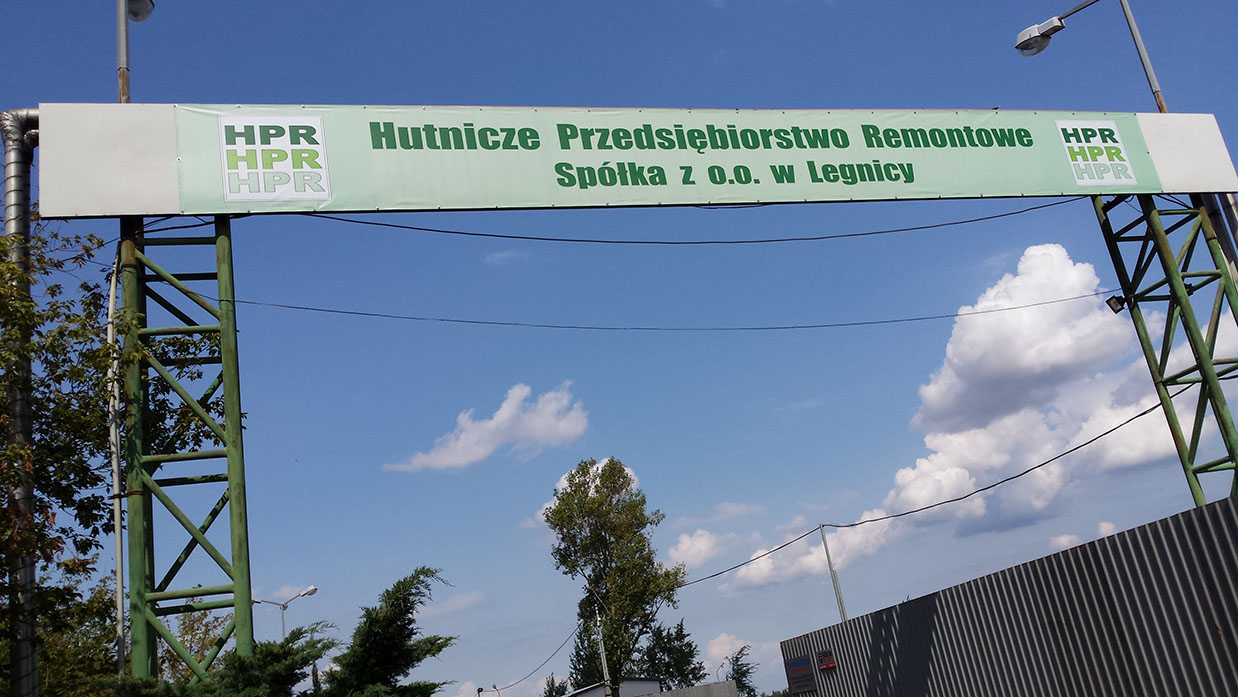 HPR
HPR
HPR
Hutnicze Przedsiębiorstwo Remontowe
Spółka z o.o. w Legnicy
HPR
HPR
HPR